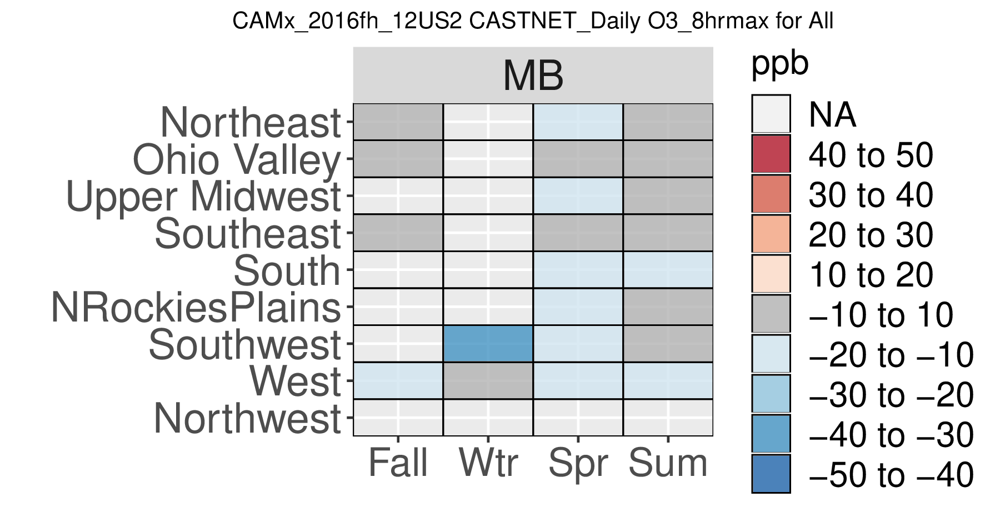 CAMx_2016fh_12US2 CASTNET_Daily O3_8hrmax for All
MB
Northeast
Ohio Valley
Upper Midwest
Southeast
South
NRockiesPlains
Southwest
West
Northwest
Fall Wtr Spr Sum
ppb
NA
40 to 50
30 to 40
20 to 30
10 to 20
−10 to 10
−20 to −10
−30 to −20
−40 to −30
−50 to −40